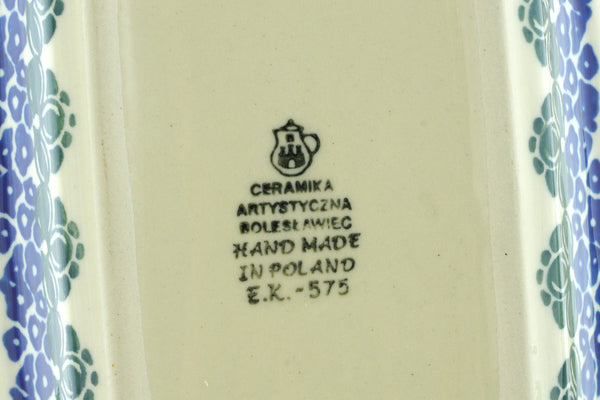 CERAMIKA
ARTYSTYCZNA
BOLESŁAWIEC
HAND MADE
IN POLAND
E.K.-575